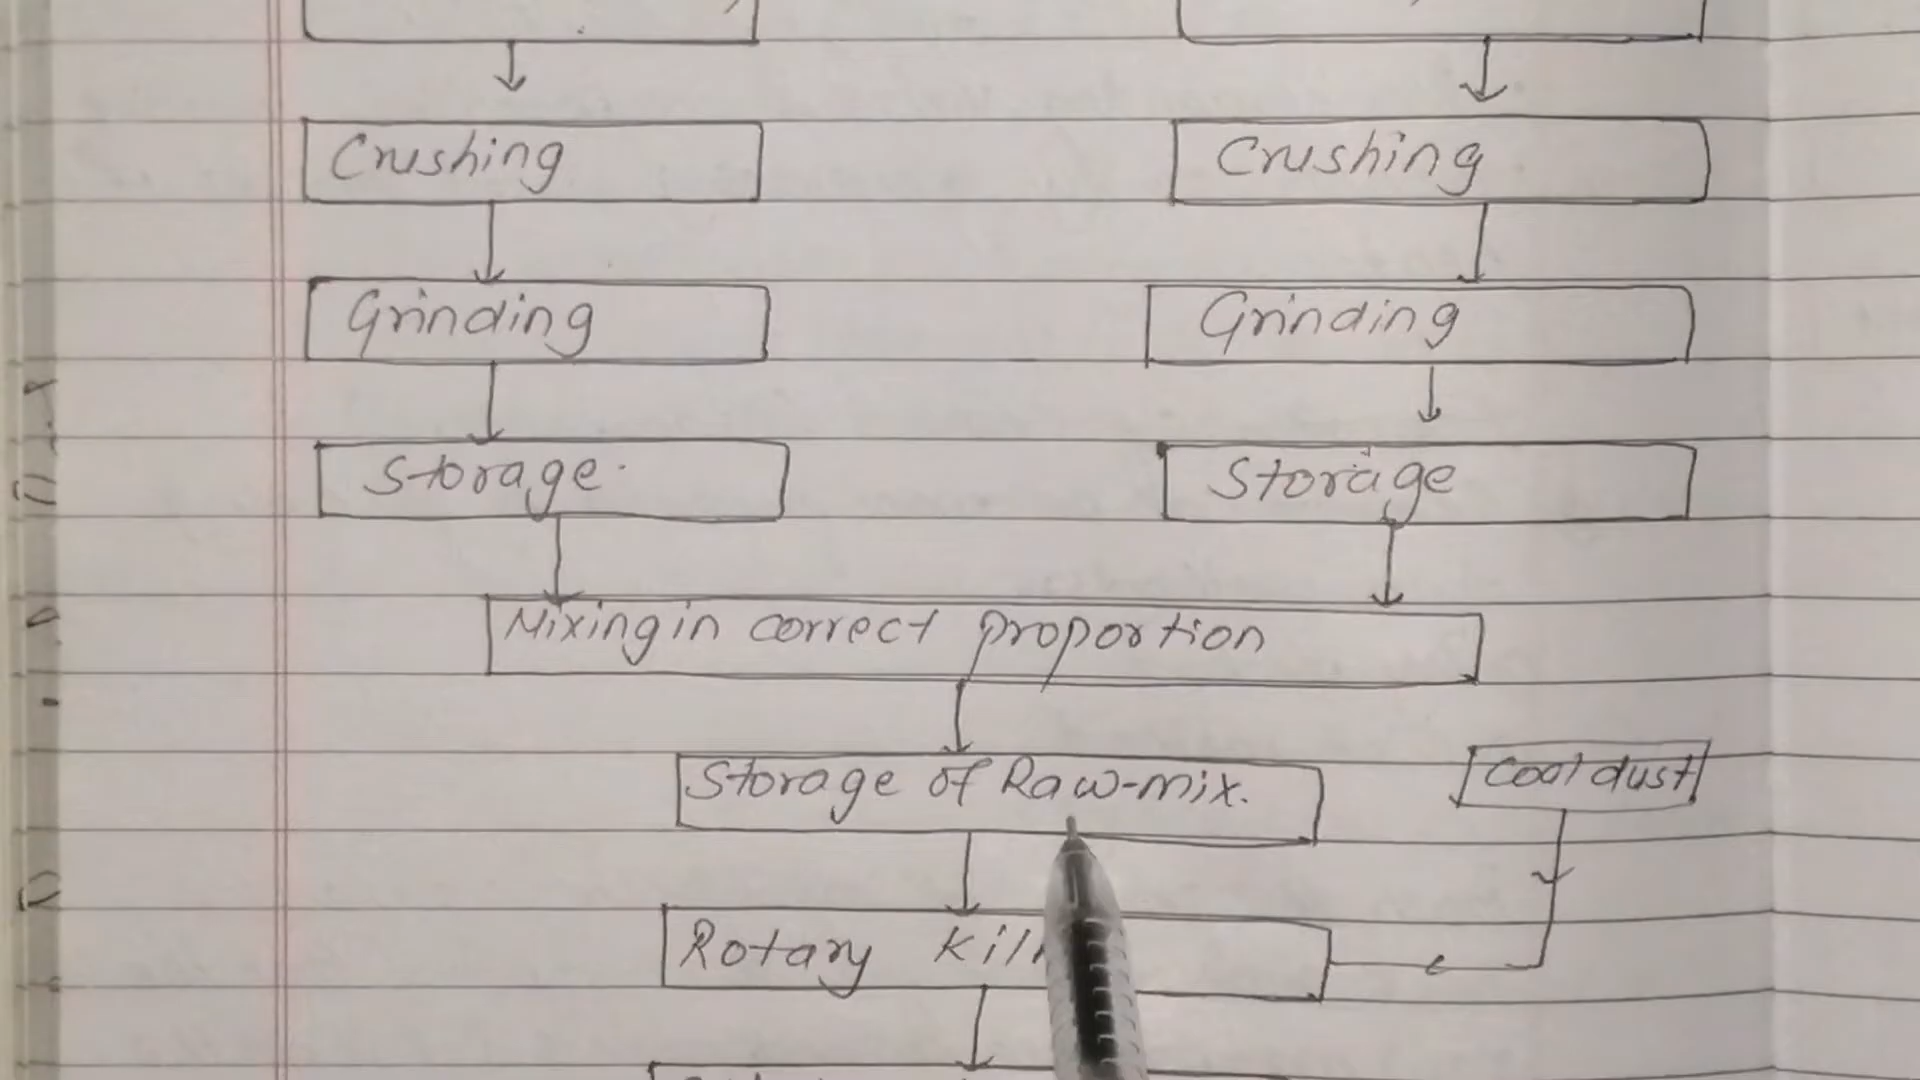 Crushing Crushing
Grinding Grinding
Storage. Storage
Mixing in correct proportion
Storage of Raw-mix.
Coal dust
Rotary